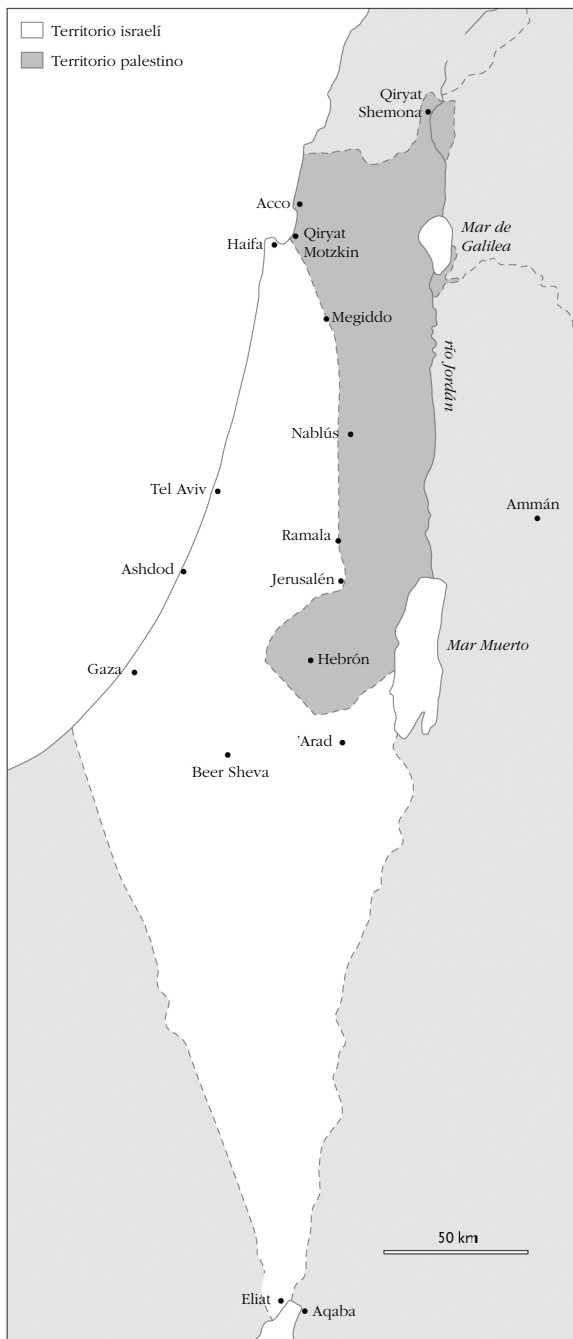 Territorio israelí
Territorio palestino
Qiryat
Shemona
Acco
Qiryat
Motzkin
Haifa
Mar de
Galilea
Megiddo
río Jordán
Nablús
Tel Aviv
Ammán
Ramala
Ashdod
Jerusalén
Mar Muerto
Hebrón
Gaza
’Arad
Beer Sheva
50 km
Eliat
Aqaba